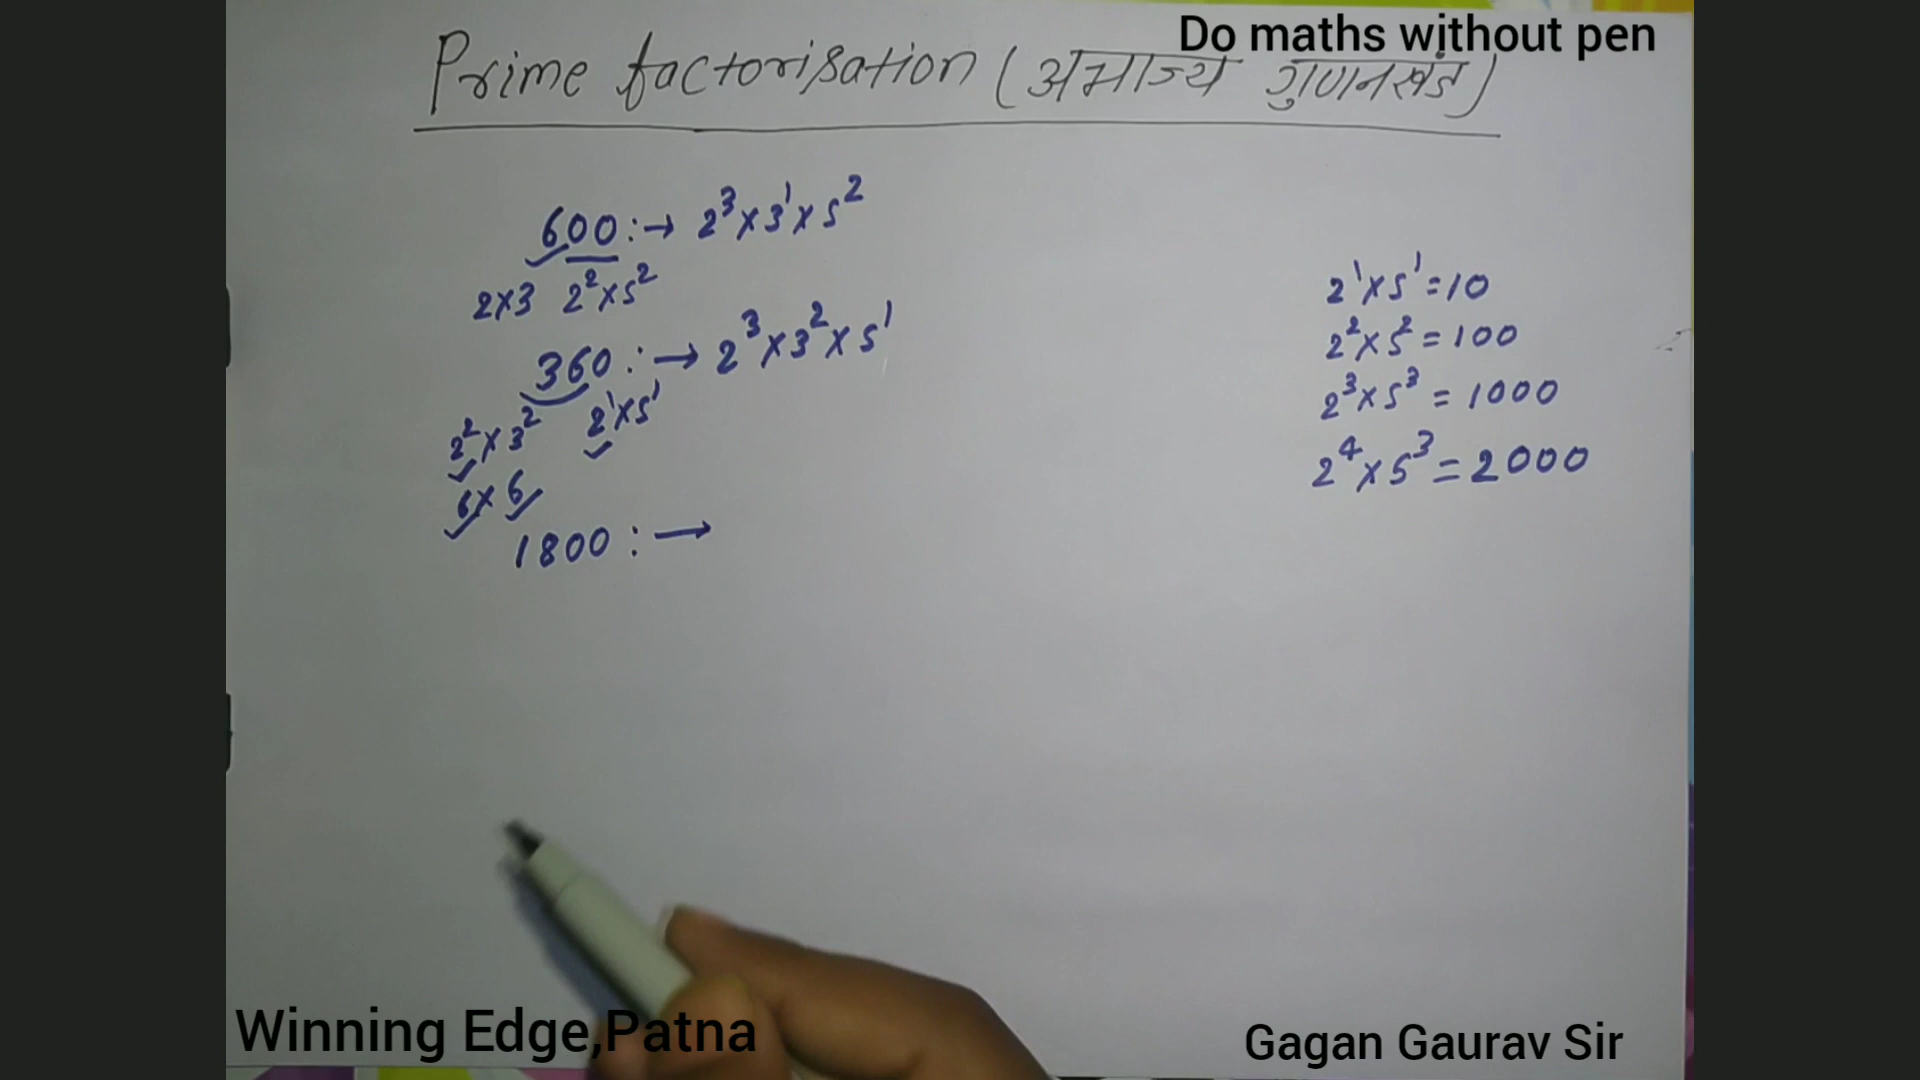 Do maths without pen
Prime factorisation (अभाज्य गुणनखंड)
600 :→ 2³×3¹×5²
2×3 2²×5²
360 :→ 2³×3²×5¹
2²×3² 2¹×5¹
6×6
1800 :→
2¹×5¹=10
2²×5²=100
2³×5³=1000
2⁴×5³=2000
Winning Edge,Patna
Gagan Gaurav Sir